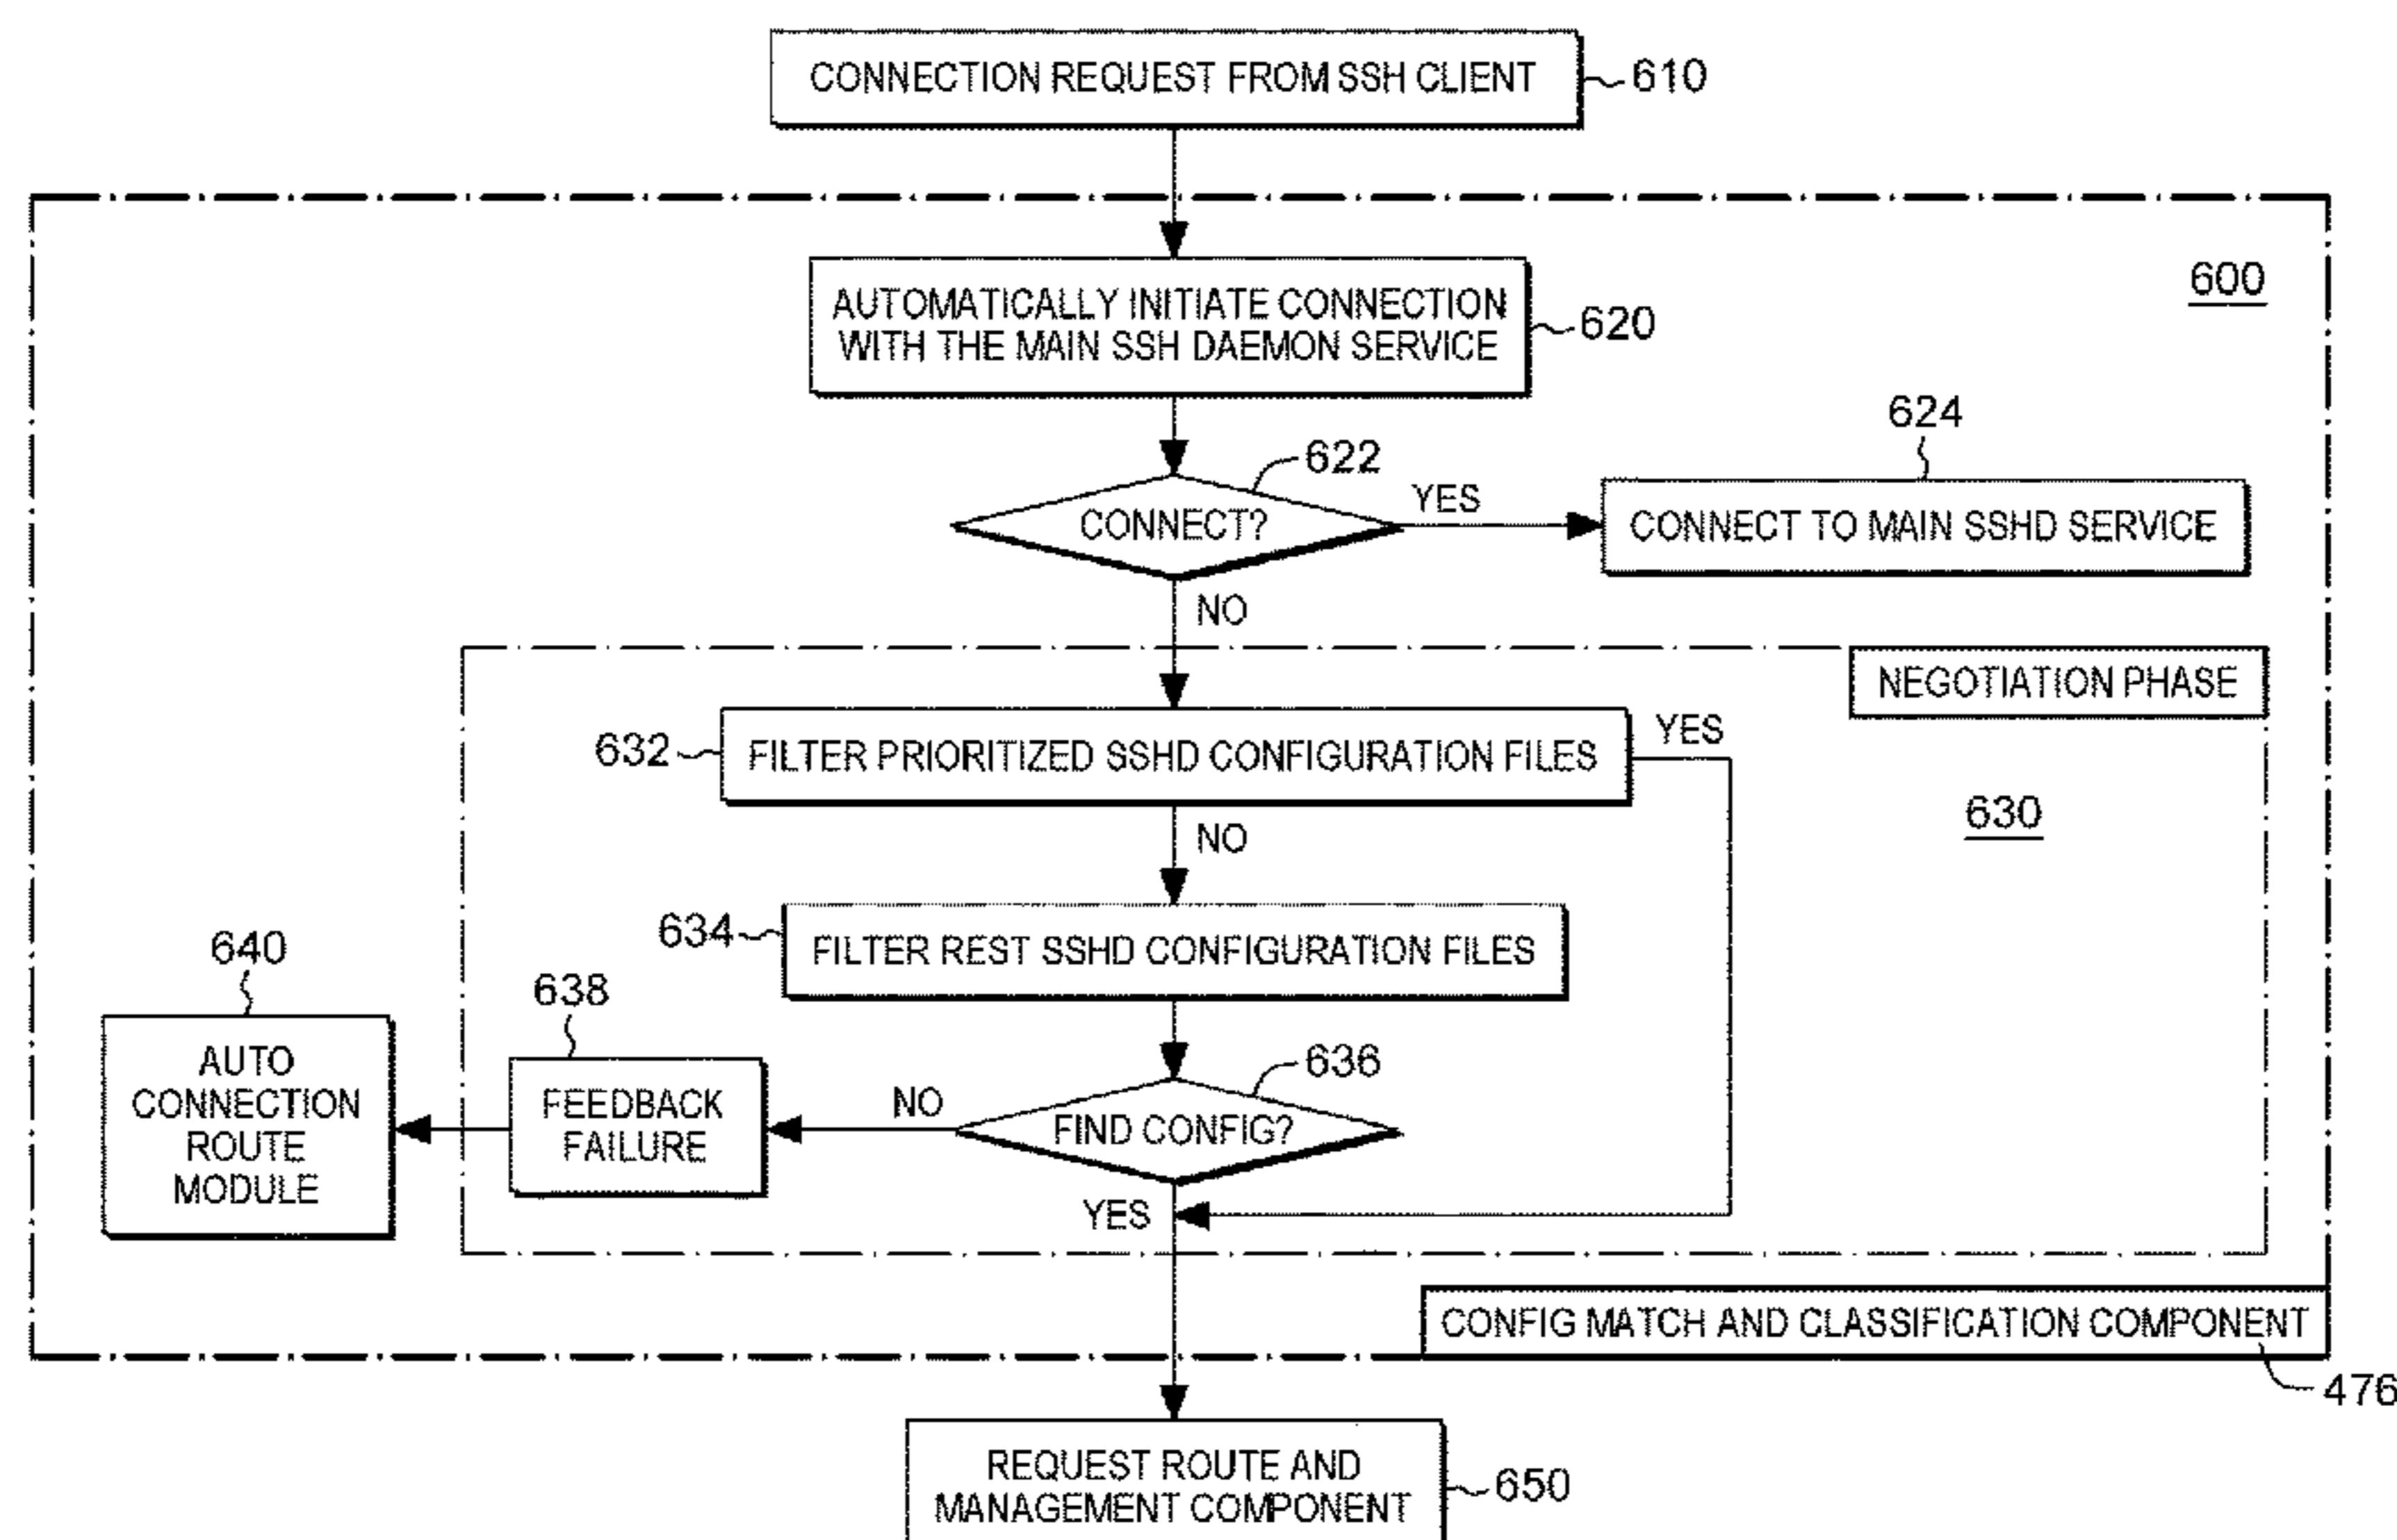 CONNECTION REQUEST FROM SSH CLIENT
610
600
AUTOMATICALLY INITIATE CONNECTION
WITH THE MAIN SSH DAEMON SERVICE
620
622
CONNECT?
YES
624
CONNECT TO MAIN SSHD SERVICE
NO
NEGOTIATION PHASE
632
FILTER PRIORITIZED SSHD CONFIGURATION FILES
YES
630
NO
634
FILTER REST SSHD CONFIGURATION FILES
640
AUTO
CONNECTION
ROUTE
MODULE
638
FEEDBACK
FAILURE
NO
636
FIND CONFIG?
YES
CONFIG MATCH AND CLASSIFICATION COMPONENT
476
REQUEST ROUTE AND
MANAGEMENT COMPONENT
650